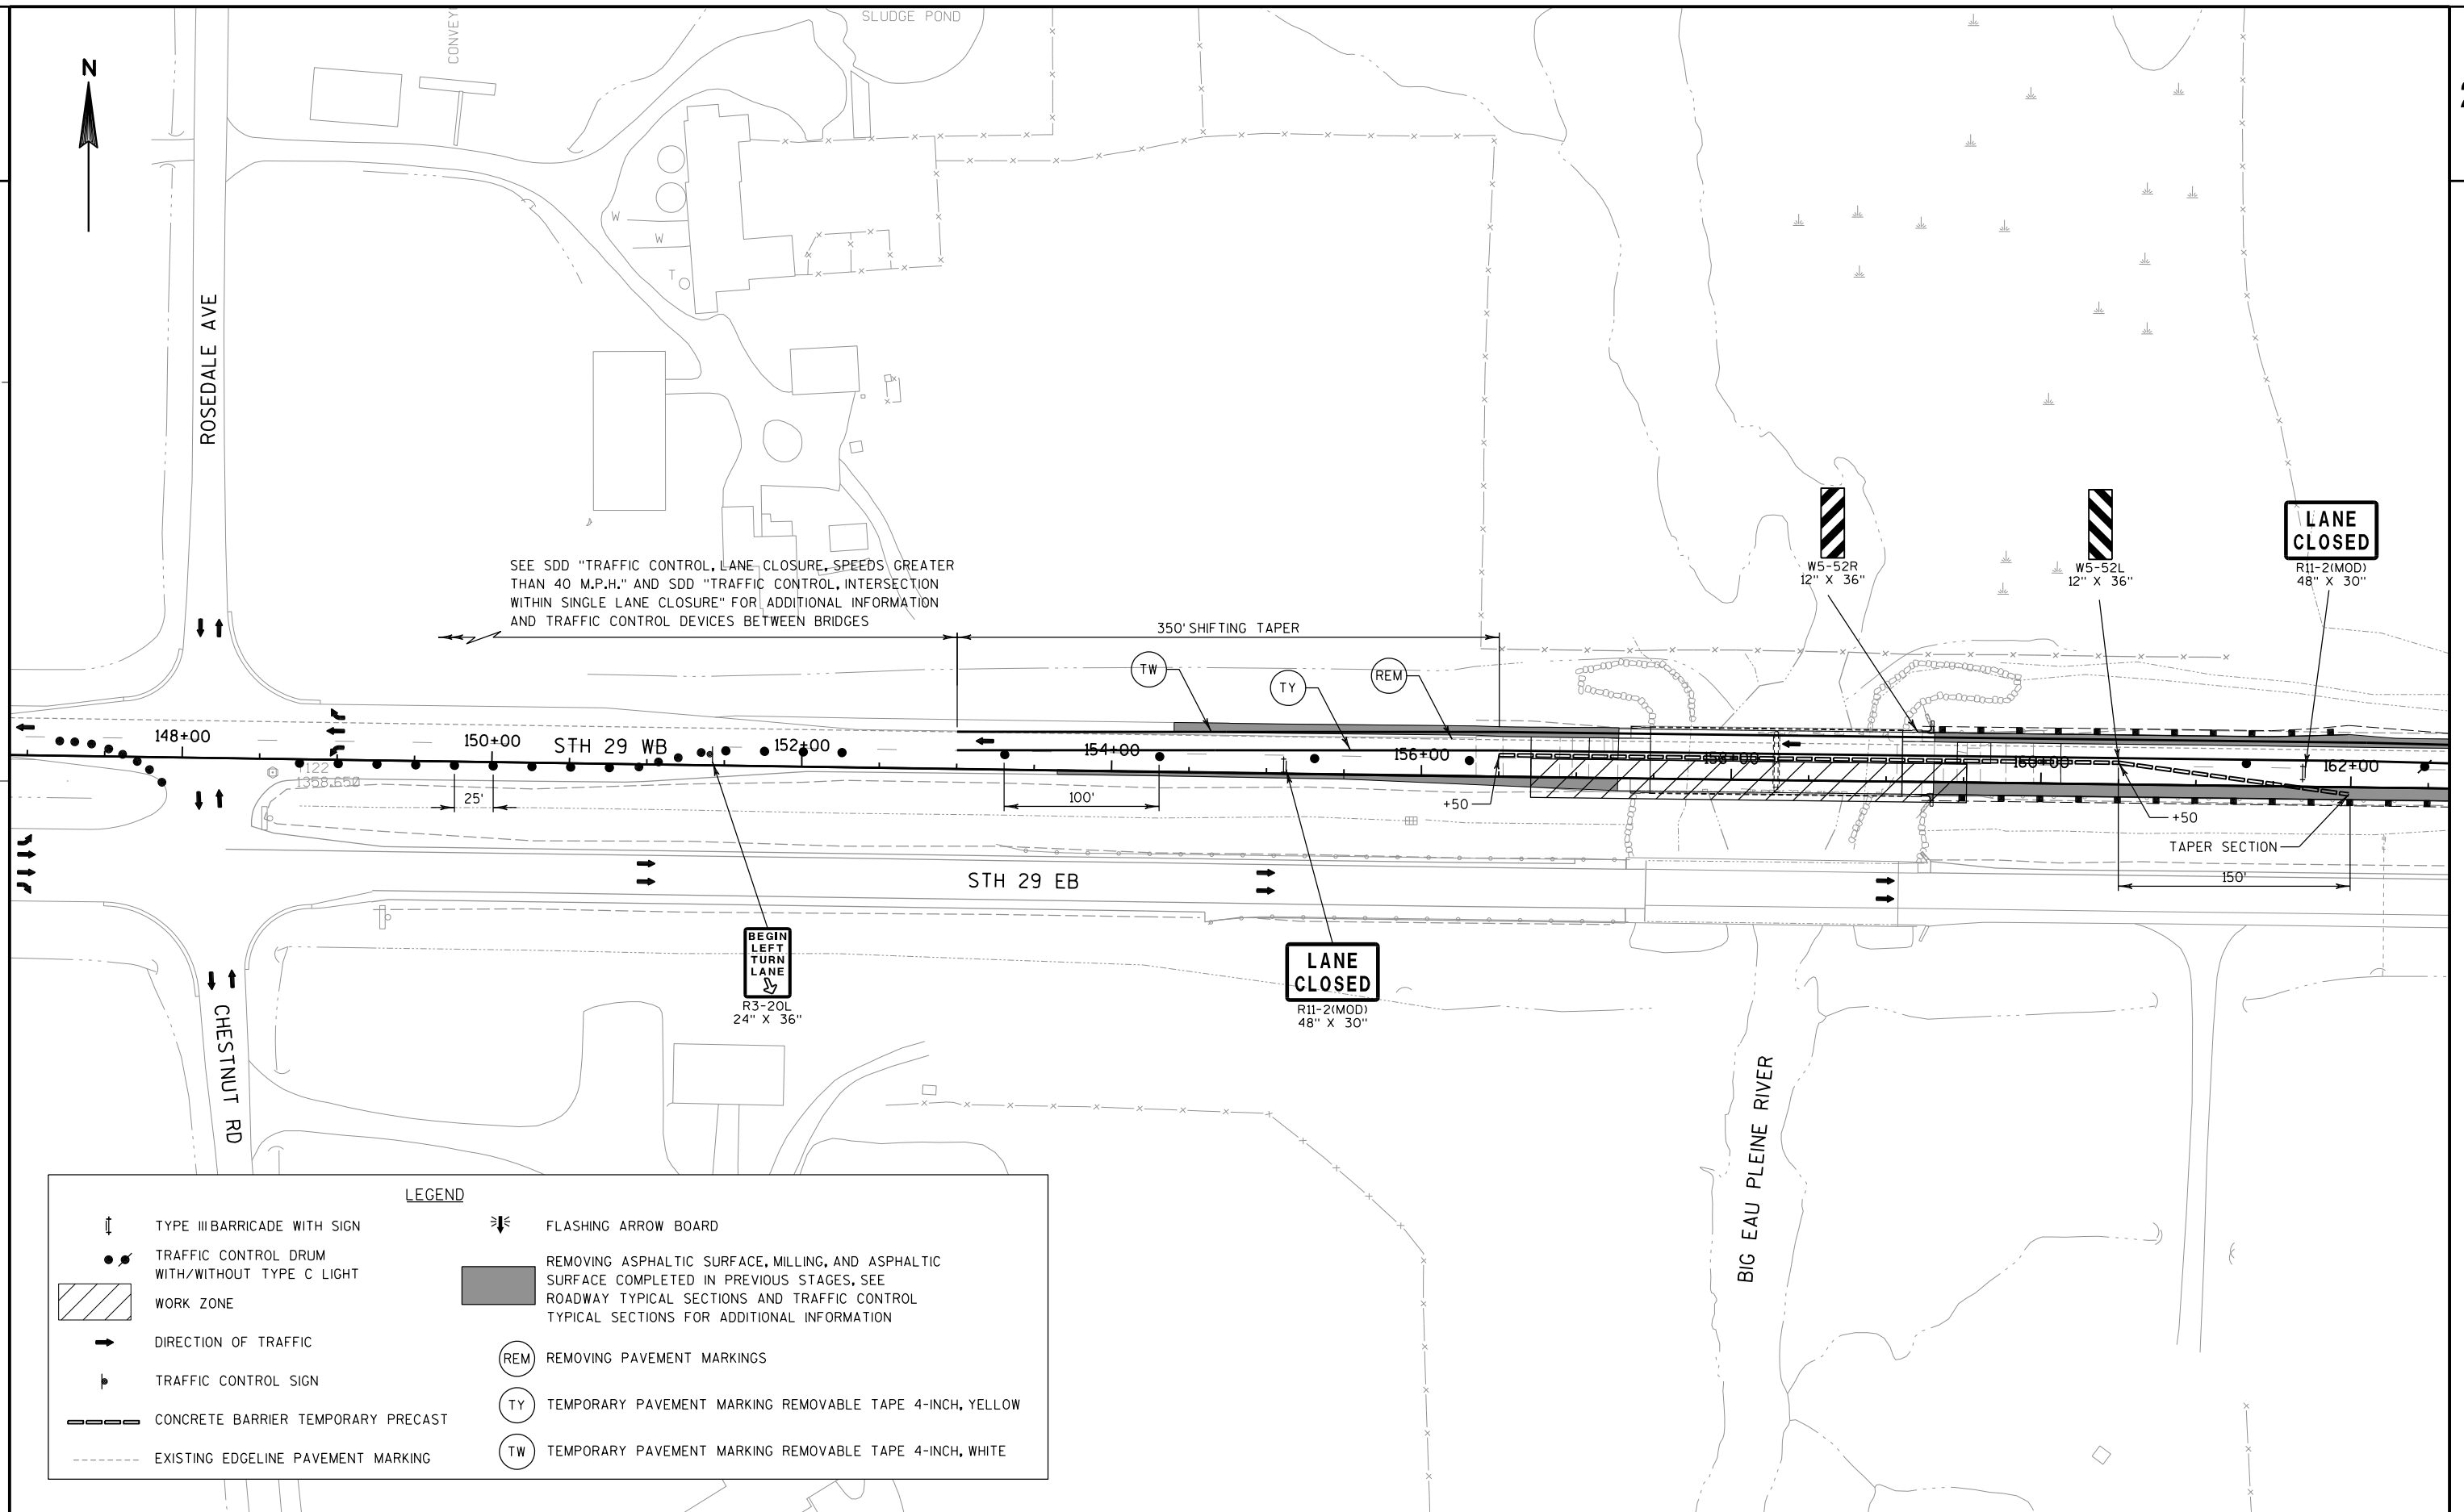 SLUDGE POND
N
ROSEDALE AVE
W
W
T
SEE SDD "TRAFFIC CONTROL, LANE CLOSURE, SPEEDS GREATER
THAN 40 M.P.H." AND SDD "TRAFFIC CONTROL, INTERSECTION
WITHIN SINGLE LANE CLOSURE" FOR ADDITIONAL INFORMATION
AND TRAFFIC CONTROL DEVICES BETWEEN BRIDGES
350' SHIFTING TAPER
TW
TY
REM
W5-52R
12" X 36"
W5-52L
12" X 36"
LANE
CLOSED
R11-2(MOD)
48" X 30"
148+00
150+00
STH 29 WB
152+00
154+00
156+00
158+00
160+00
162+00
1358.650
25'
100'
+50
+50
TAPER SECTION
150'
STH 29 EB
BEGIN
LEFT
TURN
LANE
R3-20L
24" X 36"
LANE
CLOSED
R11-2(MOD)
48" X 30"
CHESTNUT RD
BIG EAU PLEINE RIVER
LEGEND
TYPE III BARRICADE WITH SIGN
TRAFFIC CONTROL DRUM
WITH/WITHOUT TYPE C LIGHT
WORK ZONE
DIRECTION OF TRAFFIC
TRAFFIC CONTROL SIGN
CONCRETE BARRIER TEMPORARY PRECAST
EXISTING EDGELINE PAVEMENT MARKING
FLASHING ARROW BOARD
REMOVING ASPHALTIC SURFACE, MILLING, AND ASPHALTIC
SURFACE COMPLETED IN PREVIOUS STAGES, SEE
ROADWAY TYPICAL SECTIONS AND TRAFFIC CONTROL
TYPICAL SECTIONS FOR ADDITIONAL INFORMATION
REM REMOVING PAVEMENT MARKINGS
TY TEMPORARY PAVEMENT MARKING REMOVABLE TAPE 4-INCH, YELLOW
TW TEMPORARY PAVEMENT MARKING REMOVABLE TAPE 4-INCH, WHITE